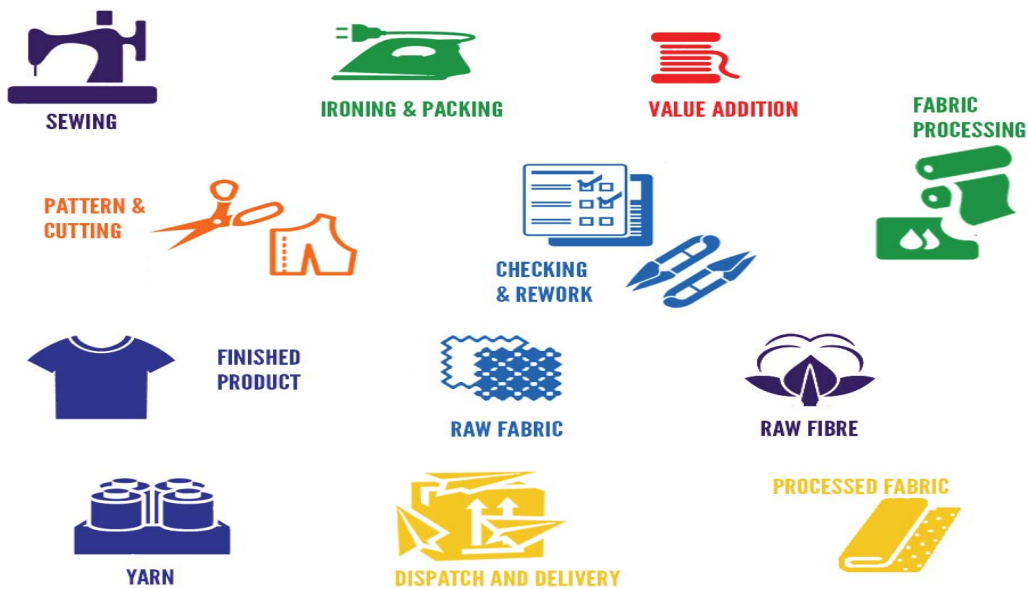 SEWING
IRONING & PACKING
VALUE ADDITION
FABRIC
PROCESSING
PATTERN &
CUTTING
CHECKING
& REWORK
FINISHED
PRODUCT
RAW FABRIC
RAW FIBRE
YARN
DISPATCH AND DELIVERY
PROCESSED FABRIC